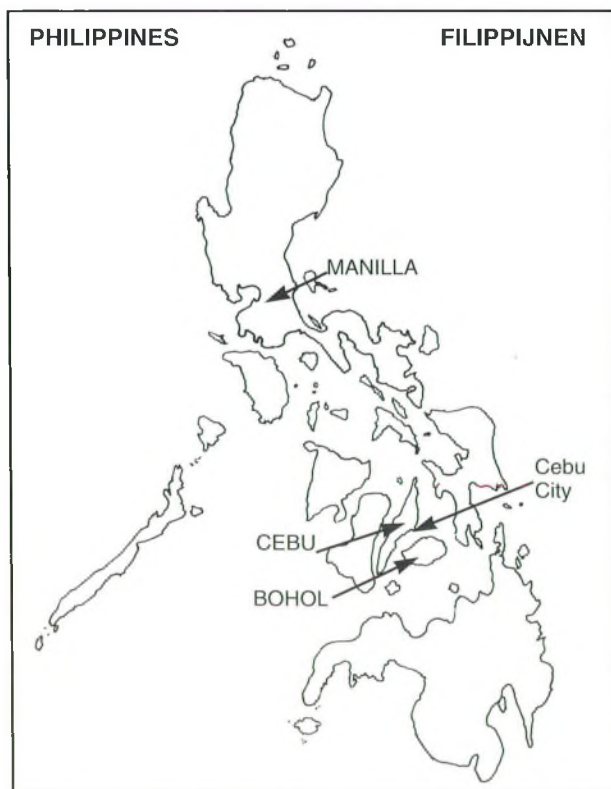 PHILIPPINES FILIPPIJNEN
MANILLA
Cebu
City
CEBU
BOHOL